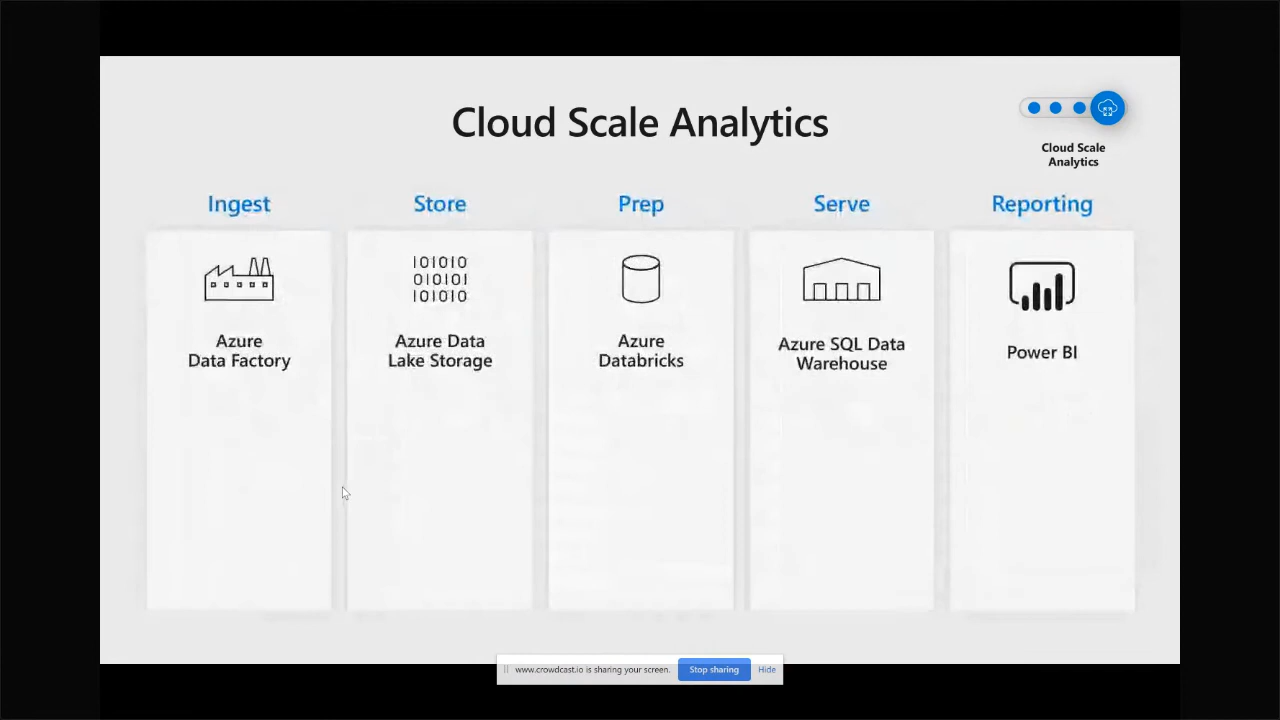 Cloud Scale Analytics
Cloud Scale
Analytics
Ingest
Store
Prep
Serve
Reporting
101010
010101
101010
Azure
Data Factory
Azure Data
Lake Storage
Azure
Databricks
Azure SQL Data
Warehouse
Power BI
www.crowdcast.io is sharing your screen.
Stop sharing
Hide